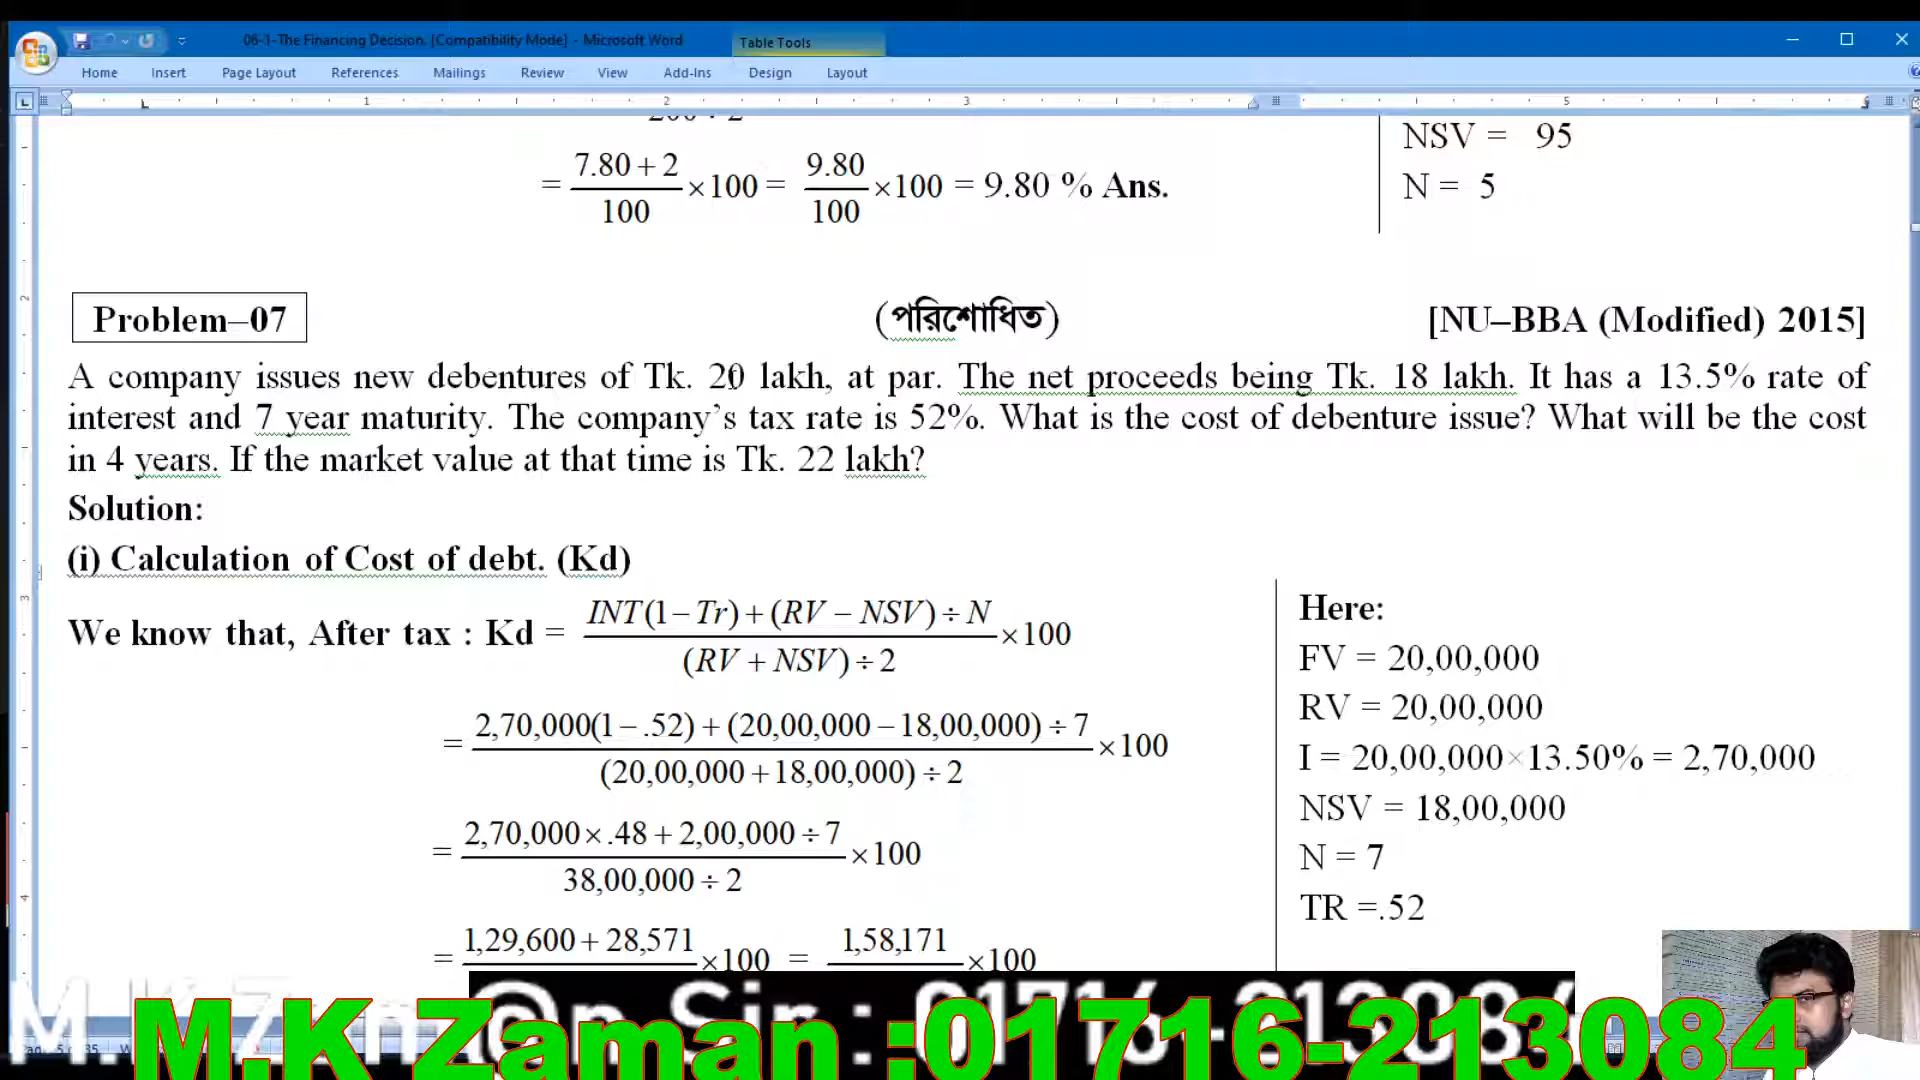 06-1-The Financing Decision. [Compatibility Mode] - Microsoft Word
Table Tools
Home Insert Page Layout References Mailings Review View Add-Ins Design Layout
1 2 3 5
= (7.80 + 2)/100 ×100 = 9.80/100 ×100 = 9.80 % Ans.
NSV = 95
N = 5
Problem–07 (পরিশোধিত) [NU–BBA (Modified) 2015]
A company issues new debentures of Tk. 20 lakh, at par. The net proceeds being Tk. 18 lakh. It has a 13.5% rate of
interest and 7 year maturity. The company’s tax rate is 52%. What is the cost of debenture issue? What will be the cost
in 4 years. If the market value at that time is Tk. 22 lakh?
Solution:
(i) Calculation of Cost of debt. (Kd)
We know that, After tax : Kd = (INT(1−Tr)+(RV−NSV)÷N)/((RV+NSV)÷2) ×100
= (2,70,000(1−.52)+(20,00,000−18,00,000)÷7)/((20,00,000+18,00,000)÷2) ×100
= (2,70,000×.48+2,00,000÷7)/(38,00,000÷2) ×100
= 1,29,600+28,571 ×100 = 1,58,171 ×100
Here:
FV = 20,00,000
RV = 20,00,000
I = 20,00,000×13.50% = 2,70,000
NSV = 18,00,000
N = 7
TR =.52
M.K Zaman :01716-213084